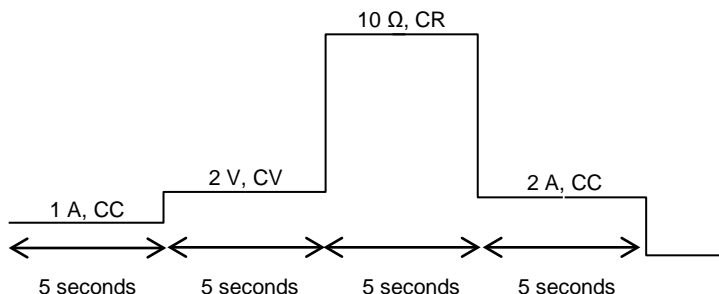 10 Ω, CR
2 V, CV
2 A, CC
1 A, CC
5 seconds 5 seconds 5 seconds 5 seconds